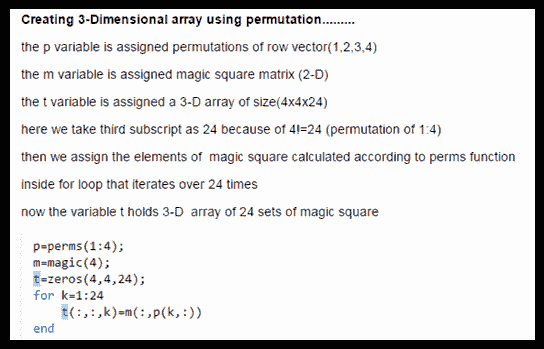 Creating 3-Dimensional array using permutation.........
the p variable is assigned permutations of row vector(1,2,3,4)
the m variable is assigned magic square matrix (2-D)
the t variable is assigned a 3-D array of size(4x4x24)
here we take third subscript as 24 because of 4!=24 (permutation of 1:4)
then we assign the elements of  magic square calculated according to perms function
inside for loop that iterates over 24 times
now the variable t holds 3-D  array of 24 sets of magic square
p=perms(1:4);
m=magic(4);
t=zeros(4,4,24);
for k=1:24
    t(:,:,k)=m(:,p(k,:))
end